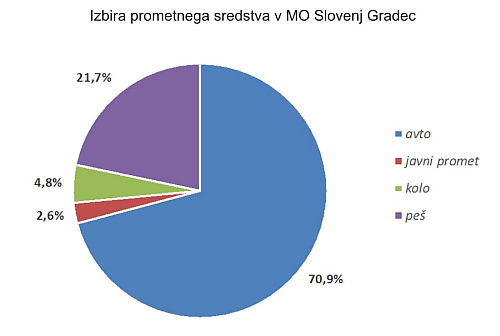 Izbira prometnega sredstva v MO Slovenj Gradec
21,7%
4,8%
2,6%
70,9%
avto
javni promet
kolo
peš